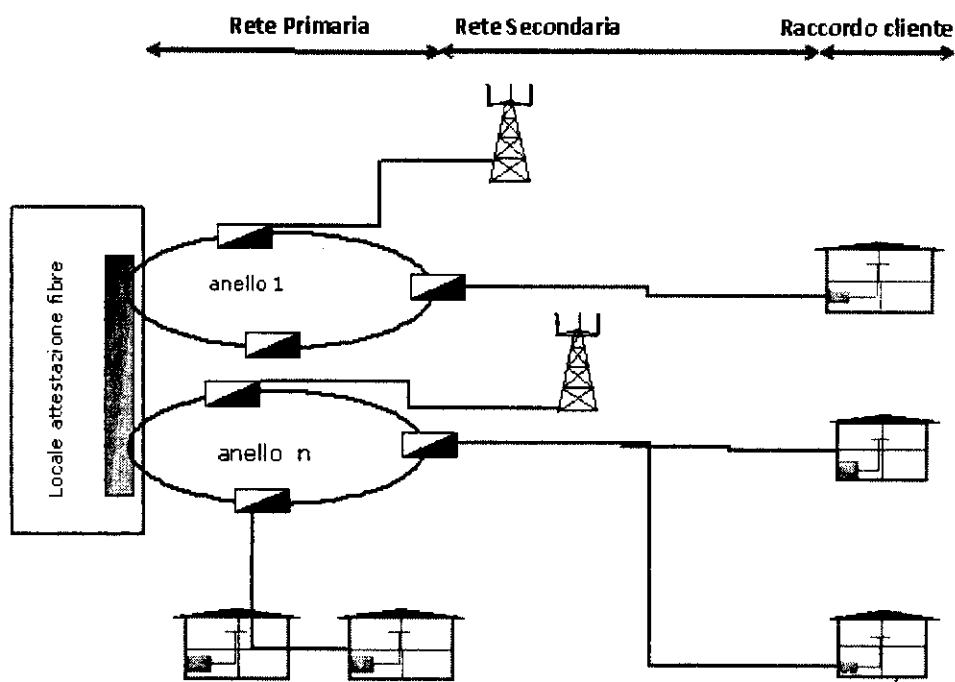 Rete Primaria
Rete Secondaria
Raccordo cliente
Locale attestazione fibre
anello 1
anello n